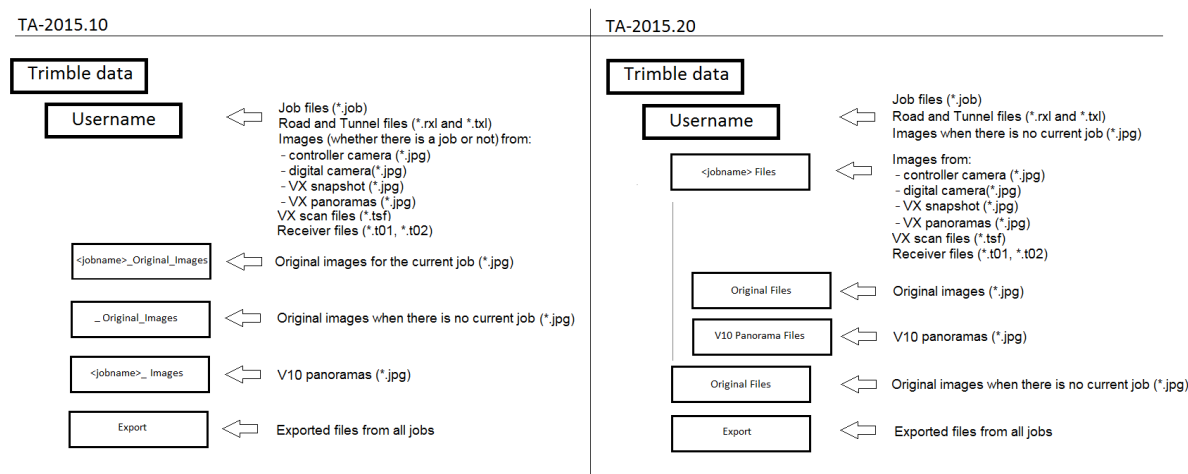 TA-2015.10
Trimble data
Username
Job files (*.job)
Road and Tunnel files (*.rxl and *.txl)
Images (whether there is a job or not) from:
- controller camera (*.jpg)
- digital camera(*.jpg)
- VX snapshot (*.jpg)
- VX panoramas (*.jpg)
VX scan files (*.tsf)
Receiver files (*.t01, *.t02)
<jobname>_Original_Images
Original images for the current job (*.jpg)
_ Original_Images
Original images when there is no current job (*.jpg)
<jobname>_ Images
V10 panoramas (*.jpg)
Export
Exported files from all jobs
TA-2015.20
Trimble data
Username
Job files (*.job)
Road and Tunnel files (*.rxl and *.txl)
Images when there is no current job (*.jpg)
<jobname> Files
Images from:
- controller camera (*.jpg)
- digital camera(*.jpg)
- VX snapshot (*.jpg)
- VX panoramas (*.jpg)
VX scan files (*.tsf)
Receiver files (*.t01, *.t02)
Original Files
Original images (*.jpg)
V10 Panorama Files
V10 panoramas (*.jpg)
Original Files
Original images when there is no current job (*.jpg)
Export
Exported files from all jobs